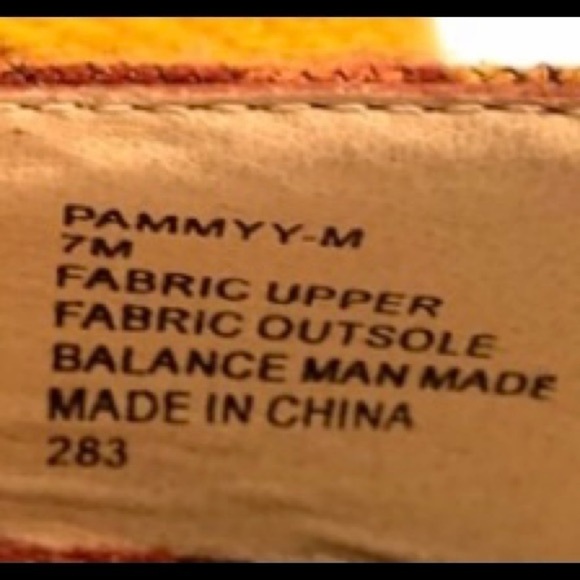 PAMMYY-M
7M
FABRIC UPPER
FABRIC OUTSOLE
BALANCE MAN MADE
MADE IN CHINA
283